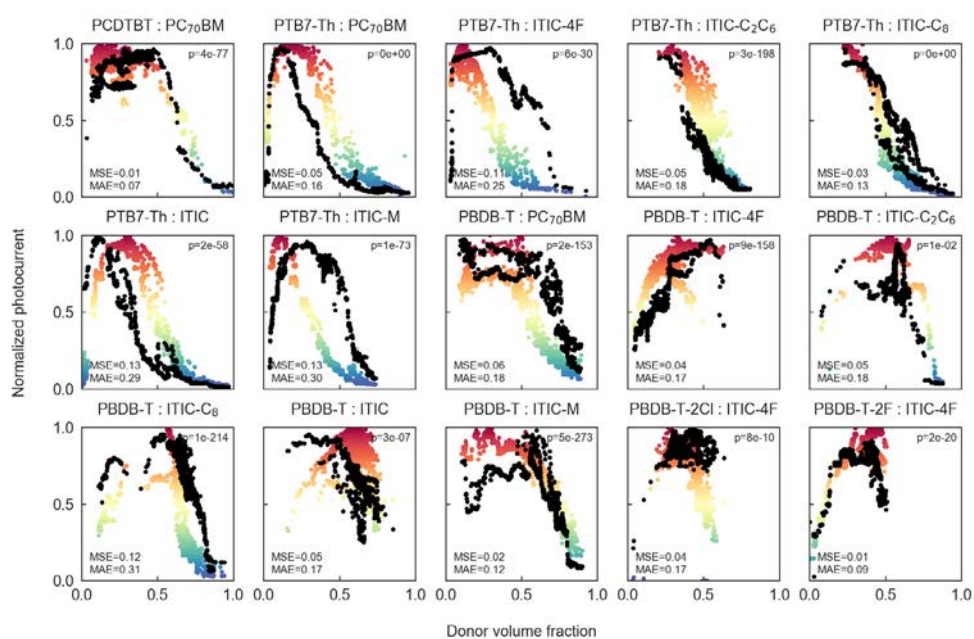 PCDTBT : PC₇₀BM
PTB7-Th : PC₇₀BM
PTB7-Th : ITIC-4F
PTB7-Th : ITIC-C₂C₆
PTB7-Th : ITIC-C₈
1.0
p=4e-77
p=0e+00
p=6e-30
p=3e-198
p=0e+00
0.5
MSE=0.01
MAE=0.07
MSE=0.05
MAE=0.16
MSE=0.11
MAE=0.25
MSE=0.05
MAE=0.18
MSE=0.03
MAE=0.13
0.0
PTB7-Th : ITIC
PTB7-Th : ITIC-M
PBDB-T : PC₇₀BM
PBDB-T : ITIC-4F
PBDB-T : ITIC-C₂C₆
Normalized photocurrent
1.0
p=2e-58
p=1e-73
p=2e-153
p=9e-158
p=1e-02
0.5
MSE=0.13
MAE=0.29
MSE=0.13
MAE=0.30
MSE=0.06
MAE=0.18
MSE=0.04
MAE=0.17
MSE=0.05
MAE=0.18
0.0
PBDB-T : ITIC-C₈
PBDB-T : ITIC
PBDB-T : ITIC-M
PBDB-T-2Cl : ITIC-4F
PBDB-T-2F : ITIC-4F
1.0
p=1e-214
p=3e-07
p=5e-273
p=8e-10
p=2e-20
0.5
MSE=0.12
MAE=0.31
MSE=0.05
MAE=0.17
MSE=0.02
MAE=0.12
MSE=0.04
MAE=0.17
MSE=0.01
MAE=0.09
0.0
0.0 0.5 1.0 0.0 0.5 1.0 0.0 0.5 1.0 0.0 0.5 1.0 0.0 0.5 1.0
Donor volume fraction